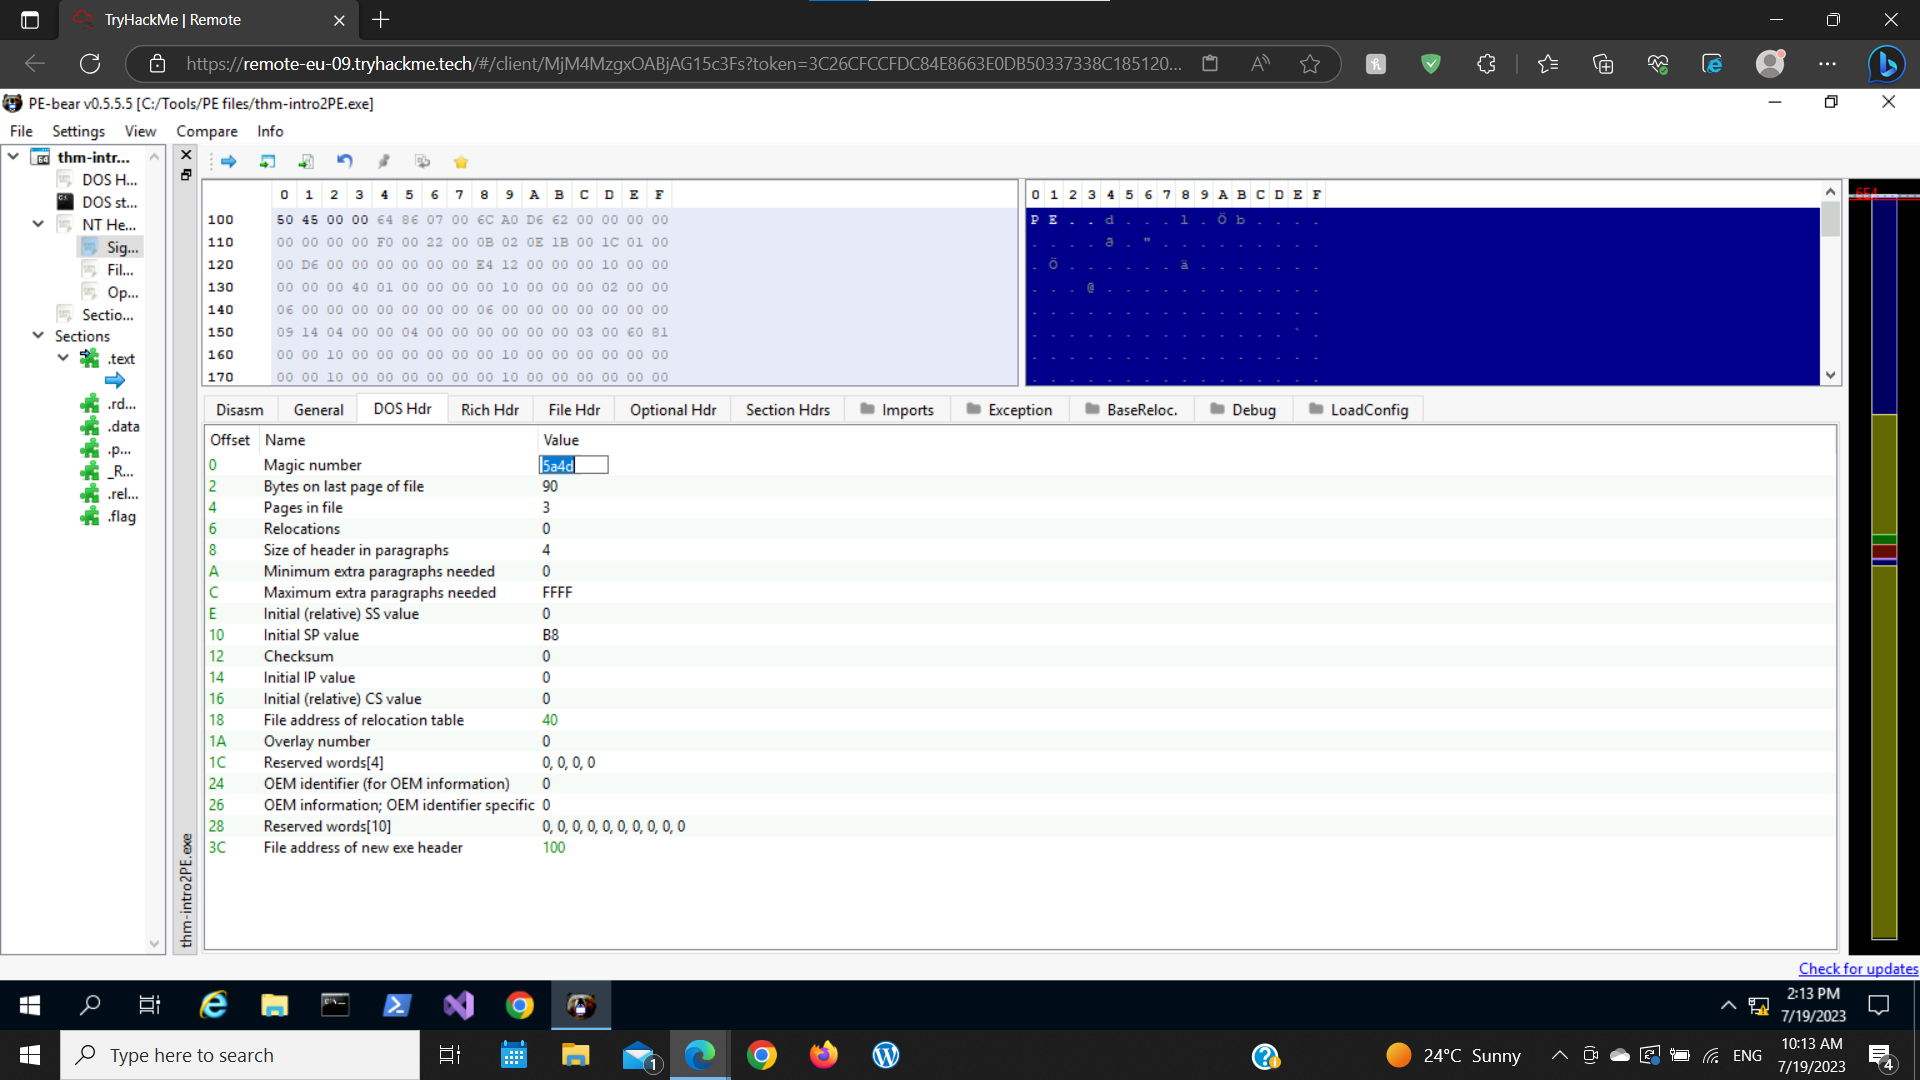 TryHackMe | Remote
https://remote-eu-09.tryhackme.tech/#/client/MjM4MzgxOABjAG15c3Fs?token=3C26CFCCFDC84E8663E0DB50337338C185120...
PE-bear v0.5.5.5 [C:/Tools/PE files/thm-intro2PE.exe]
File Settings View Compare Info
thm-intr...
DOS H...
DOS st...
NT He...
Sig...
Fil...
Op...
Sectio...
Sections
.text
.rd...
.data
.p...
_R...
.rel...
.flag
thm-intro2PE.exe
0 1 2 3 4 5 6 7 8 9 A B C D E F
100 50 45 00 00 64 86 07 00 6C A0 D6 62 00 00 00 00
110 00 00 00 00 F0 00 22 00 0B 02 0E 1B 00 1C 01 00
120 00 D6 00 00 00 00 00 00 E4 12 00 00 00 10 00 00
130 00 00 00 40 01 00 00 00 00 10 00 00 00 02 00 00
140 06 00 00 00 00 00 00 00 06 00 00 00 00 00 00 00
150 09 14 04 00 00 04 00 00 00 00 00 00 03 00 60 81
160 00 00 10 00 00 00 00 00 00 10 00 00 00 00 00 00
170 00 00 10 00 00 00 00 00 00 10 00 00 00 00 00 00
0 1 2 3 4 5 6 7 8 9 A B C D E F
P E . . d . . . l . Ö b . . . .
. . . . ð . " . . . . . . . . .
. Ö . . . . . . ä . . . . . . .
. . . @ . . . . . . . . . . . .
. . . . . . . . . . . . . . . .
. . . . . . . . . . . . . . ` .
. . . . . . . . . . . . . . . .
. . . . . . . . . . . . . . . .
Disasm General DOS Hdr Rich Hdr File Hdr Optional Hdr Section Hdrs Imports Exception BaseReloc. Debug LoadConfig
Offset Name Value
0 Magic number 5a4d
2 Bytes on last page of file 90
4 Pages in file 3
6 Relocations 0
8 Size of header in paragraphs 4
A Minimum extra paragraphs needed 0
C Maximum extra paragraphs needed FFFF
E Initial (relative) SS value 0
10 Initial SP value B8
12 Checksum 0
14 Initial IP value 0
16 Initial (relative) CS value 0
18 File address of relocation table 40
1A Overlay number 0
1C Reserved words[4] 0, 0, 0, 0
24 OEM identifier (for OEM information) 0
26 OEM information; OEM identifier specific 0
28 Reserved words[10] 0, 0, 0, 0, 0, 0, 0, 0, 0, 0
3C File address of new exe header 100
Check for updates
2:13 PM
7/19/2023
Type here to search
1
24°C Sunny
ENG
10:13 AM
7/19/2023
4